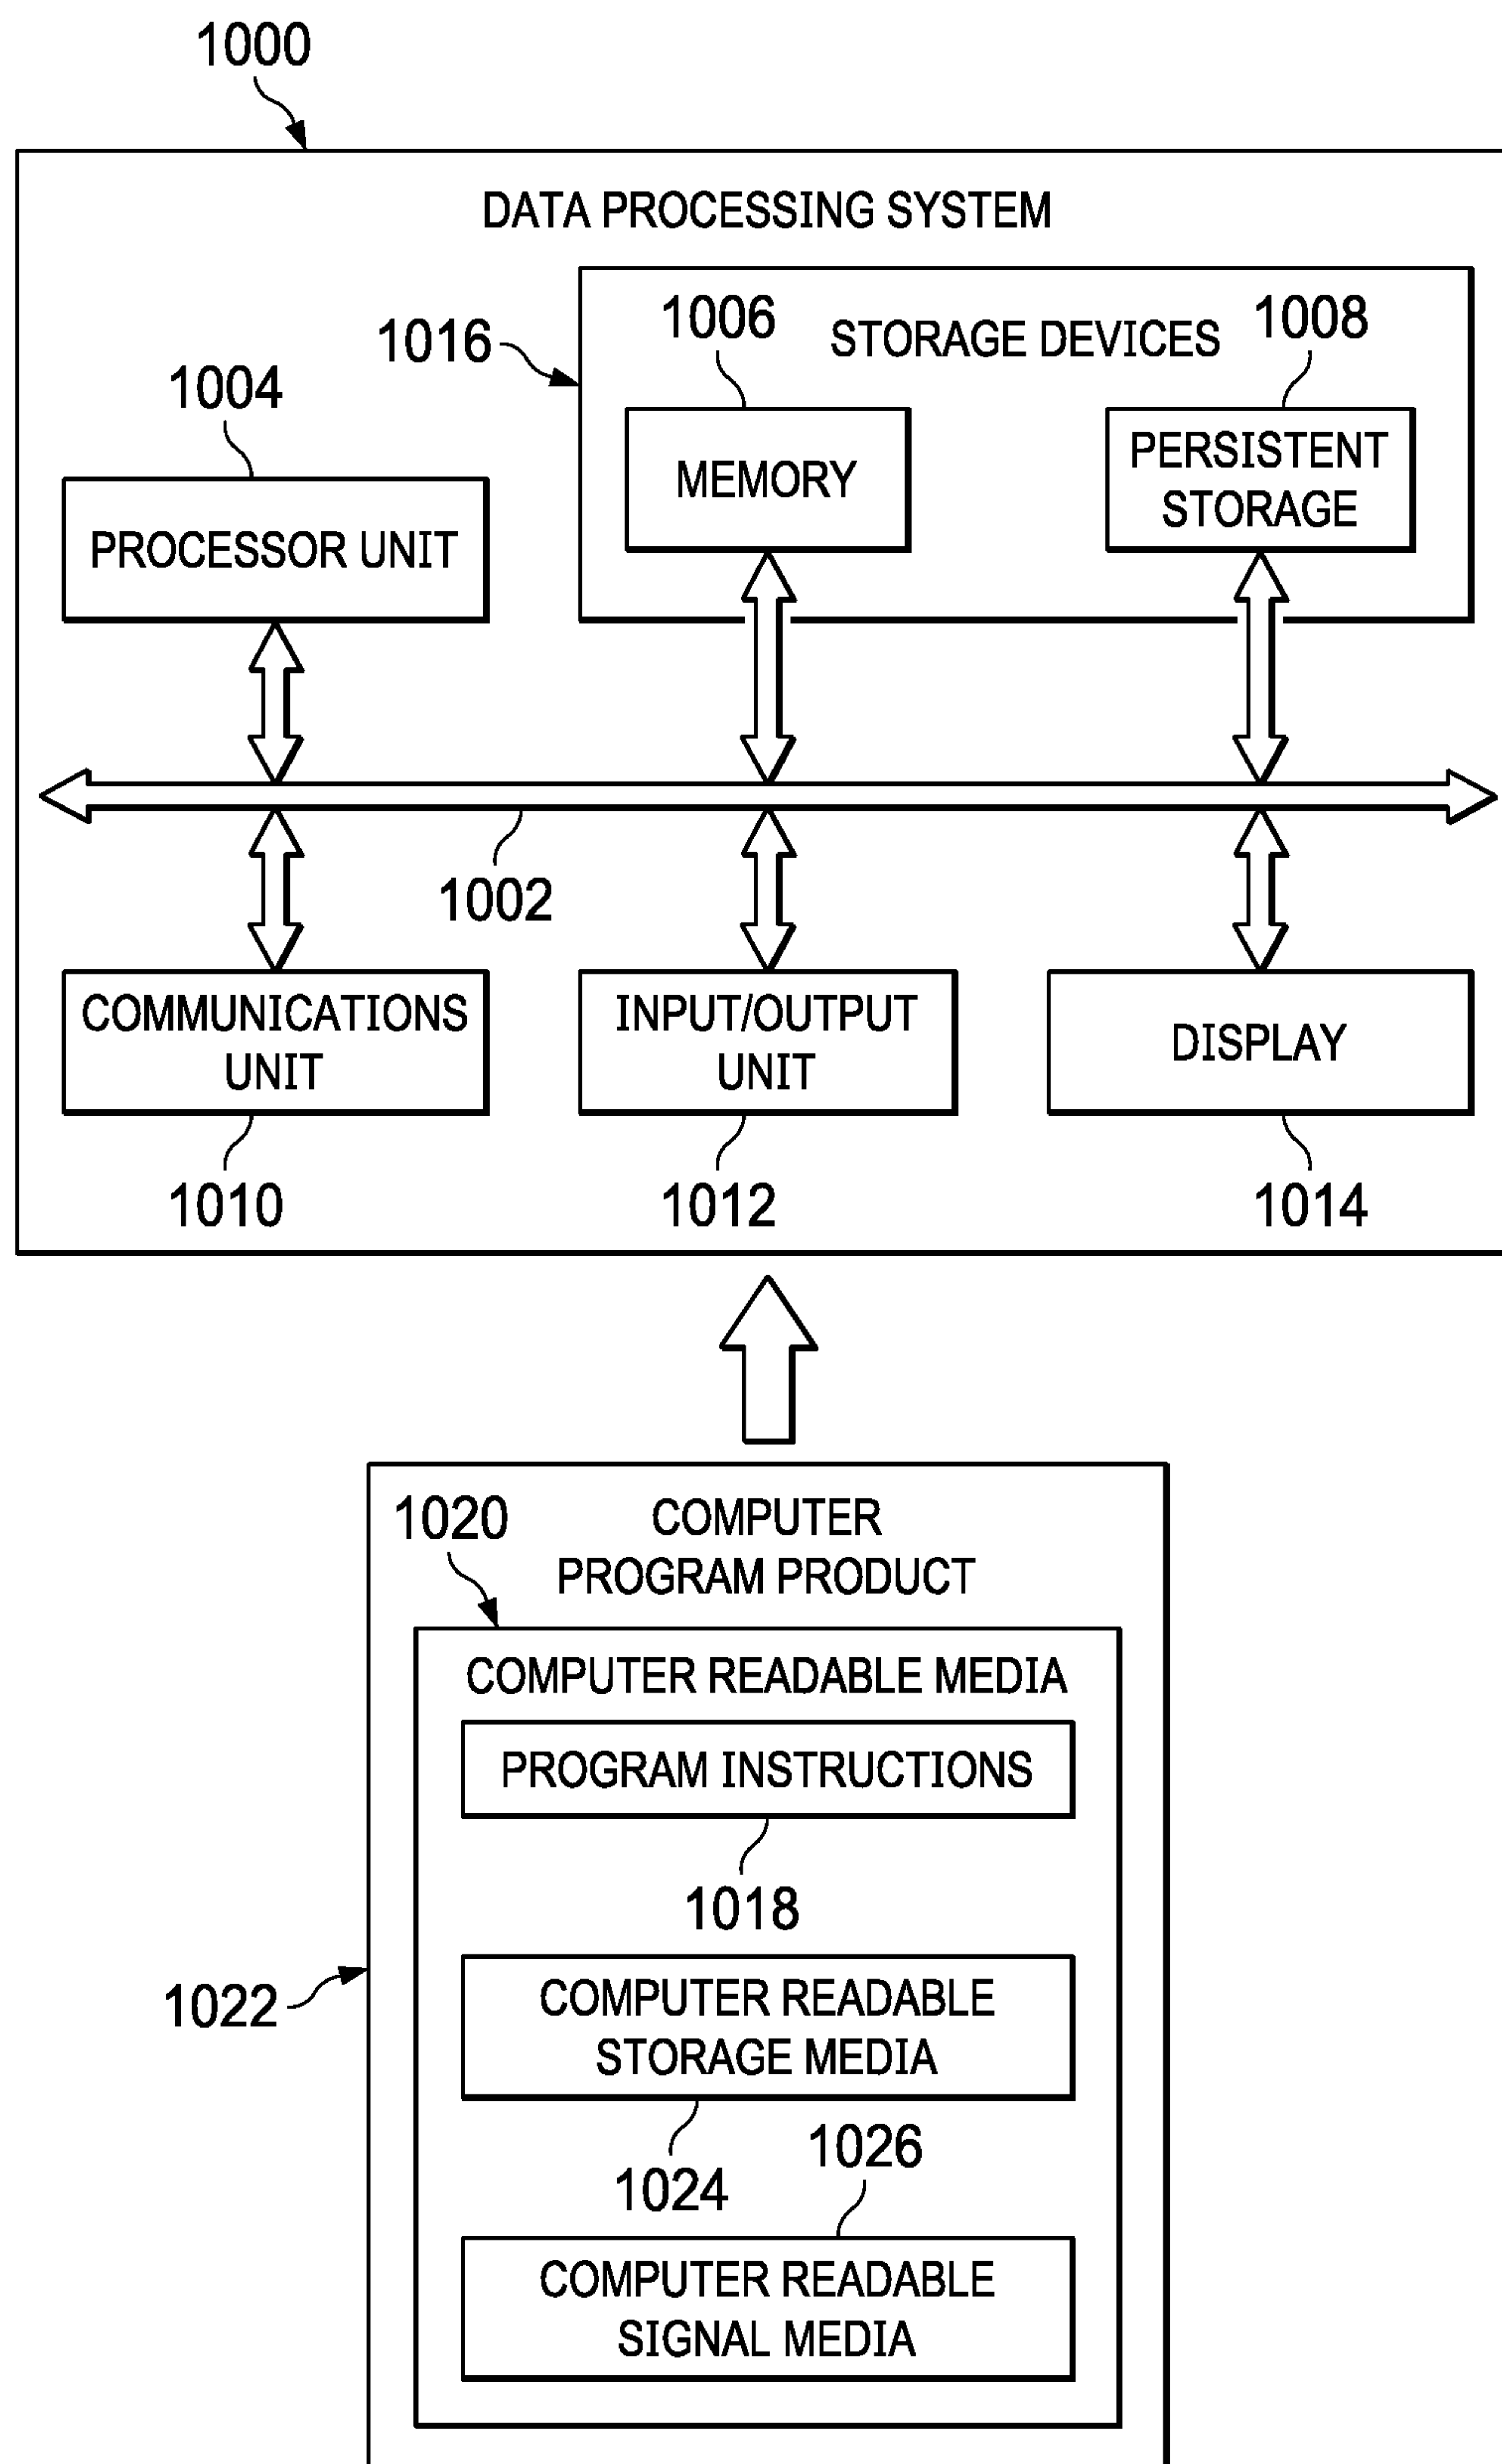 1000
DATA PROCESSING SYSTEM
1016
1006
STORAGE DEVICES
1008
1004
MEMORY
PERSISTENT
STORAGE
PROCESSOR UNIT
1002
COMMUNICATIONS
UNIT
INPUT/OUTPUT
UNIT
DISPLAY
1010
1012
1014
1020
COMPUTER
PROGRAM PRODUCT
COMPUTER READABLE MEDIA
PROGRAM INSTRUCTIONS
1018
1022
COMPUTER READABLE
STORAGE MEDIA
1024
1026
COMPUTER READABLE
SIGNAL MEDIA